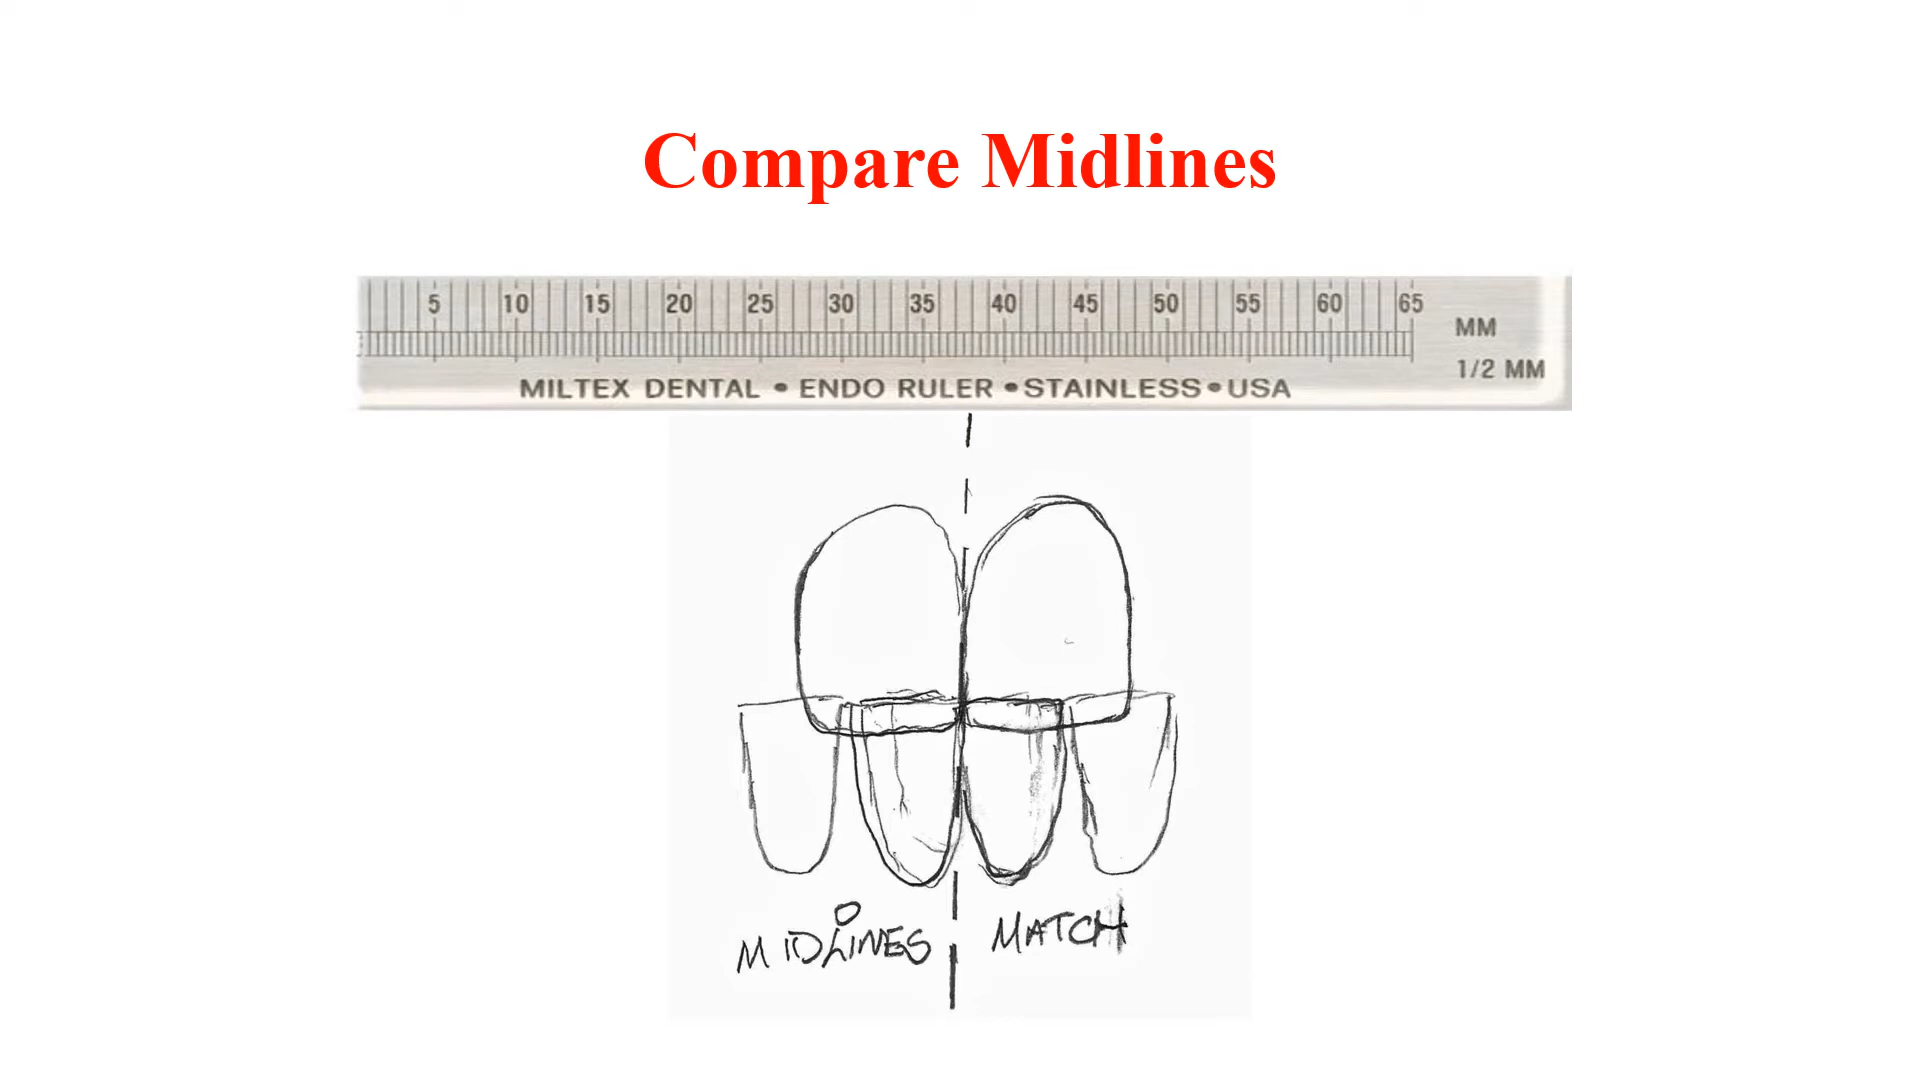 Compare Midlines
5 10 15 20 25 30 35 40 45 50 55 60 65
MM
1/2 MM
MILTEX DENTAL • ENDO RULER • STAINLESS • USA
MIDLINES MATCH